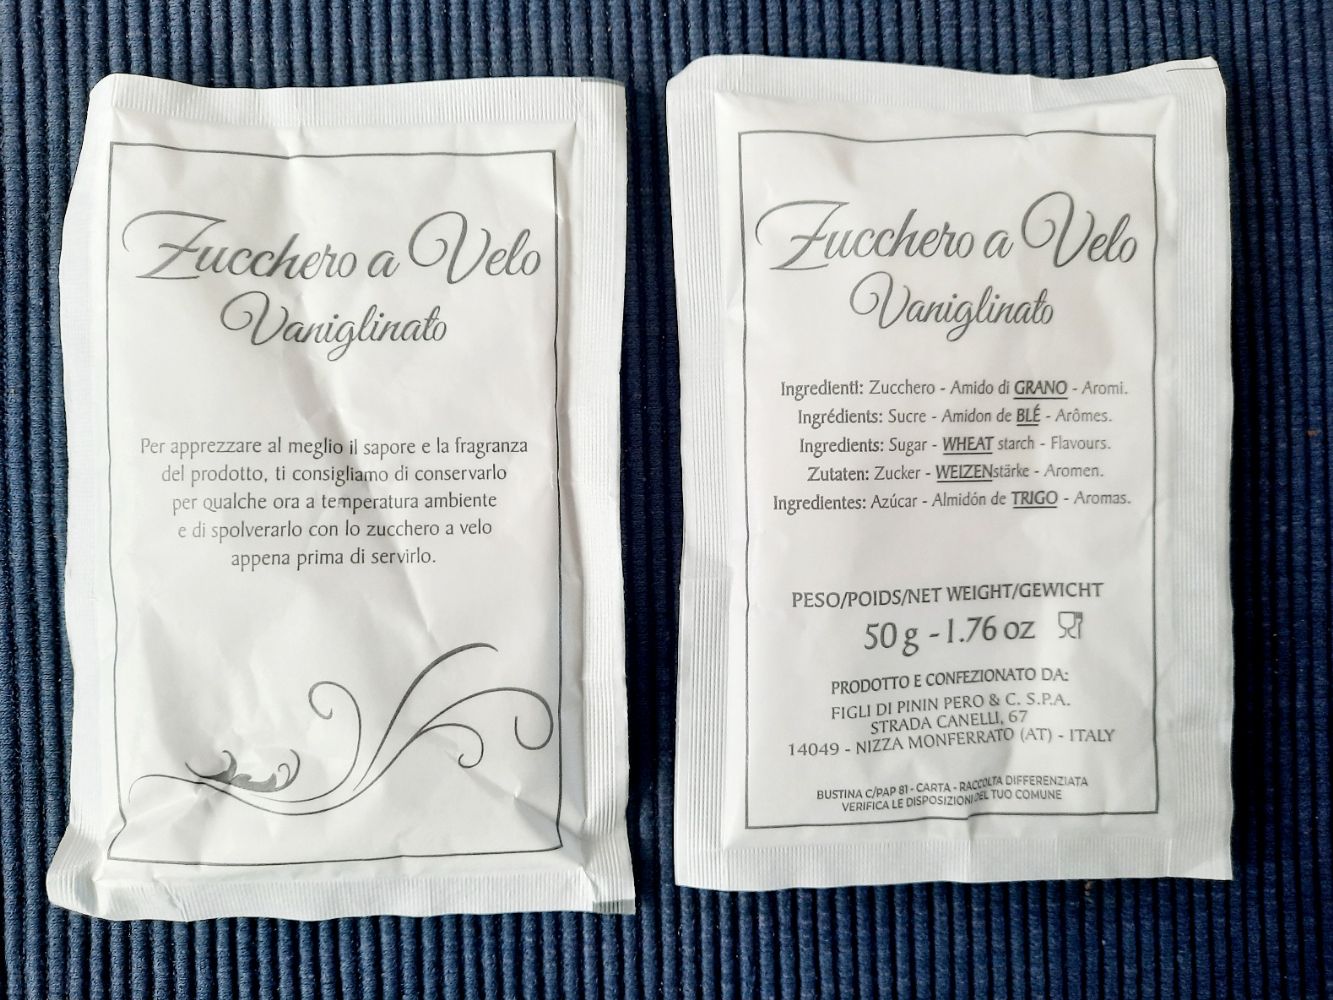 Zucchero a Velo
Vaniglinato
Per apprezzare al meglio il sapore e la fragranza
del prodotto, ti consigliamo di conservarlo
per qualche ora a temperatura ambiente
e di spolverarlo con lo zucchero a velo
appena prima di servirlo.
Zucchero a Velo
Vaniglinato
Ingredienti: Zucchero - Amido di GRANO - Aromi.
Ingrédients: Sucre - Amidon de BLÉ - Arômes.
Ingredients: Sugar - WHEAT starch - Flavours.
Zutaten: Zucker - WEIZENstärke - Aromen.
Ingredientes: Azúcar - Almidón de TRIGO - Aromas.
PESO/POIDS/NET WEIGHT/GEWICHT
50 g - 1.76 oz
PRODOTTO E CONFEZIONATO DA:
FIGLI DI PININ PERO & C. S.P.A.
STRADA CANELLI, 67
14049 - NIZZA MONFERRATO (AT) - ITALY
BUSTINA C/PAP 81 - CARTA - RACCOLTA DIFFERENZIATA
VERIFICA LE DISPOSIZIONI DEL TUO COMUNE